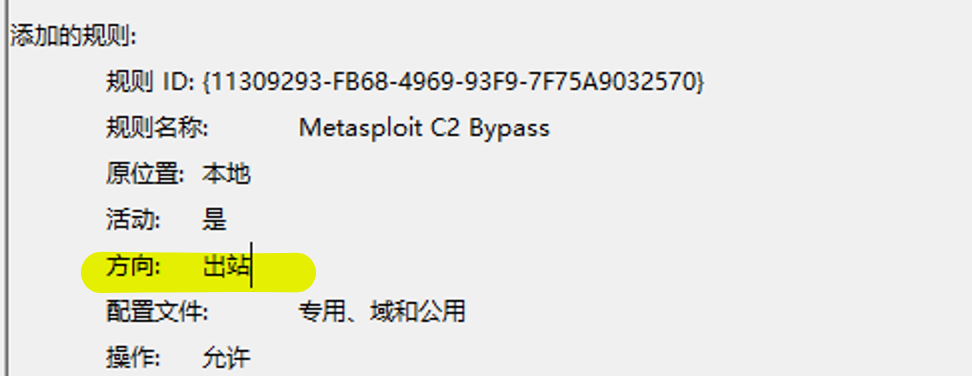 添加的规则:
规则 ID: {11309293-FB68-4969-93F9-7F75A9032570}
规则名称: Metasploit C2 Bypass
原位置: 本地
活动: 是
方向: 出站
配置文件: 专用、域和公用
操作: 允许